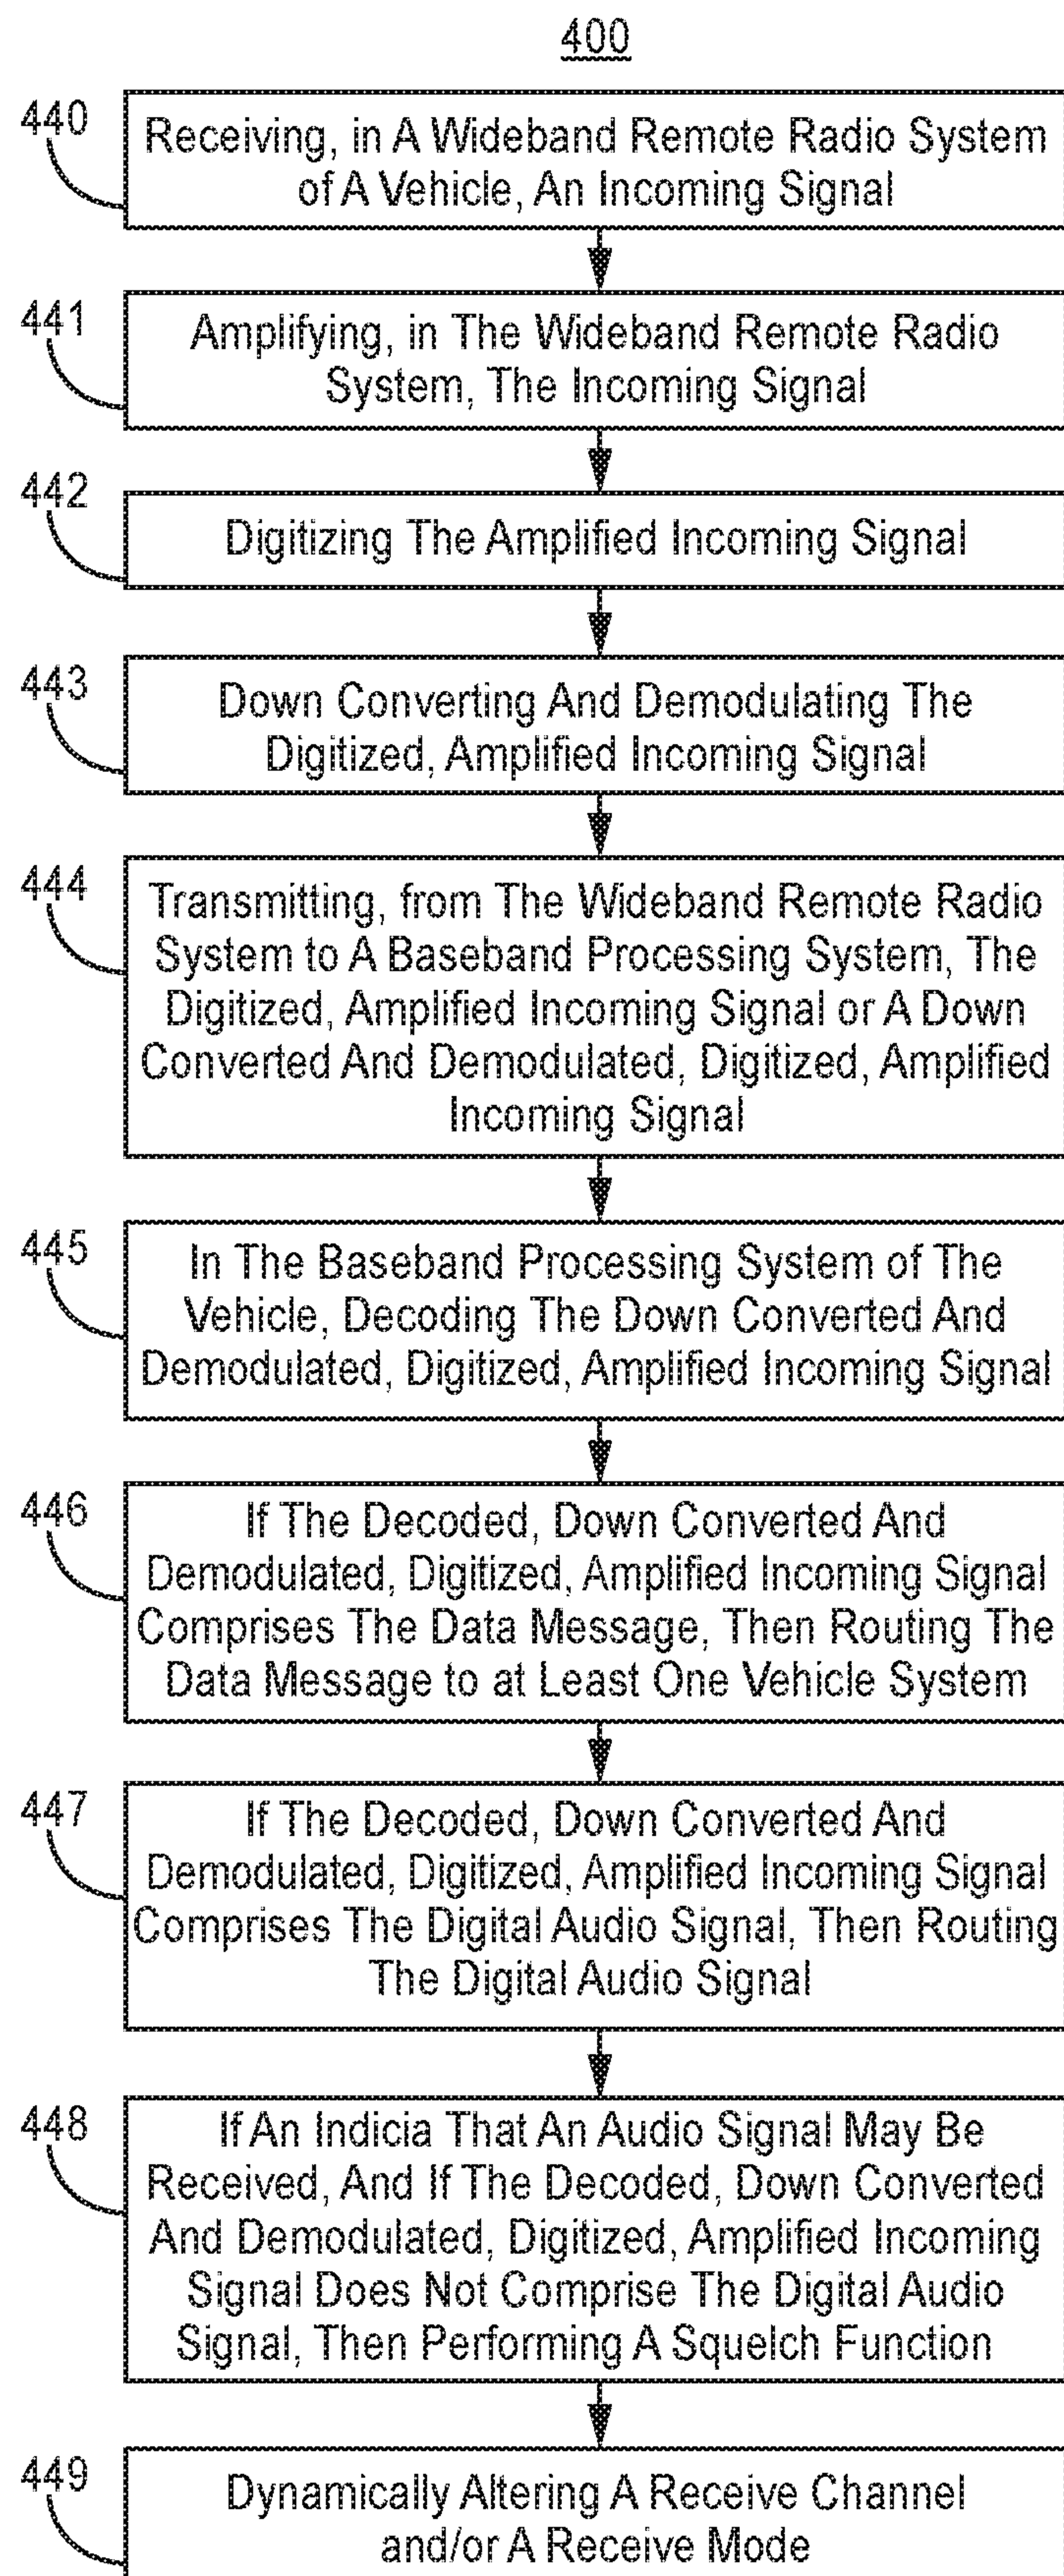 400
440
Receiving, in A Wideband Remote Radio System
of A Vehicle, An Incoming Signal
441
Amplifying, in The Wideband Remote Radio
System, The Incoming Signal
442
Digitizing The Amplified Incoming Signal
443
Down Converting And Demodulating The
Digitized, Amplified Incoming Signal
444
Transmitting, from The Wideband Remote Radio
System to A Baseband Processing System, The
Digitized, Amplified Incoming Signal or A Down
Converted And Demodulated, Digitized, Amplified
Incoming Signal
445
In The Baseband Processing System of The
Vehicle, Decoding The Down Converted And
Demodulated, Digitized, Amplified Incoming Signal
446
If The Decoded, Down Converted And
Demodulated, Digitized, Amplified Incoming Signal
Comprises The Data Message, Then Routing The
Data Message to at Least One Vehicle System
447
If The Decoded, Down Converted And
Demodulated, Digitized, Amplified Incoming Signal
Comprises The Digital Audio Signal, Then Routing
The Digital Audio Signal
448
If An Indicia That An Audio Signal May Be
Received, And If The Decoded, Down Converted
And Demodulated, Digitized, Amplified Incoming
Signal Does Not Comprise The Digital Audio
Signal, Then Performing A Squelch Function
449
Dynamically Altering A Receive Channel
and/or A Receive Mode